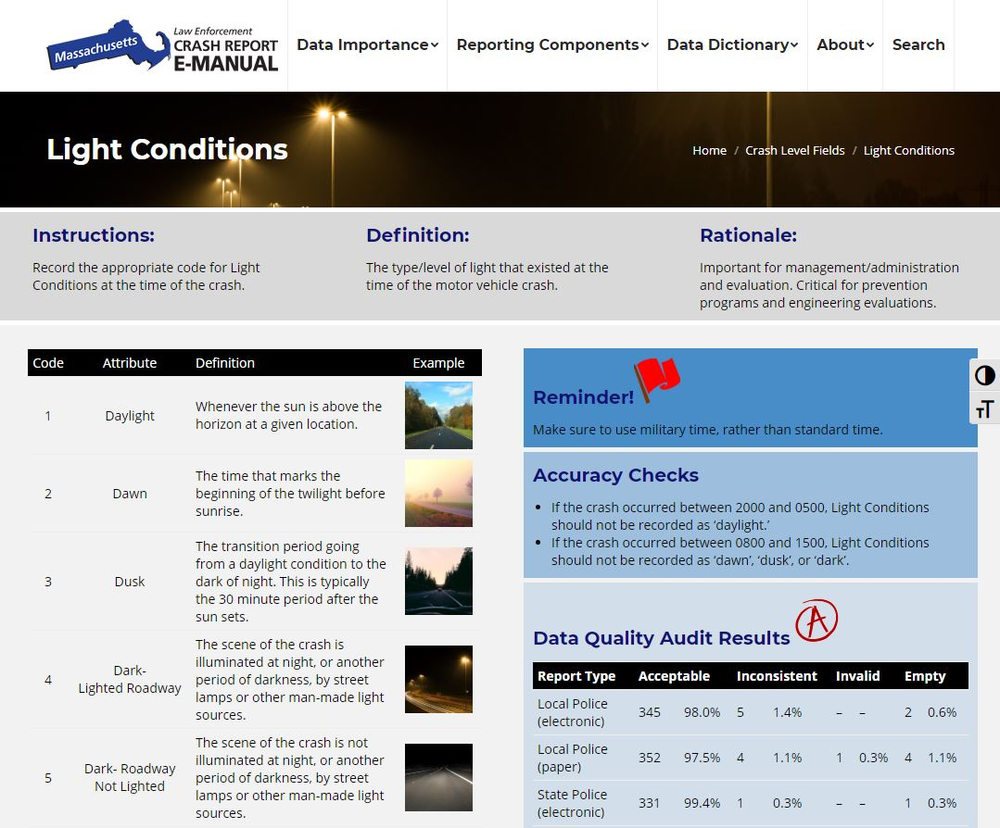 Massachusetts
Law Enforcement
CRASH REPORT
E-MANUAL
Data Importance
Reporting Components
Data Dictionary
About
Search
Light Conditions
Home / Crash Level Fields / Light Conditions
Instructions:
Record the appropriate code for Light
Conditions at the time of the crash.
Definition:
The type/level of light that existed at the
time of the motor vehicle crash.
Rationale:
Important for management/administration
and evaluation. Critical for prevention
programs and engineering evaluations.
Code Attribute Definition Example
1 Daylight
Whenever the sun is above the
horizon at a given location.
2 Dawn
The time that marks the
beginning of the twilight before
sunrise.
3 Dusk
The transition period going
from a daylight condition to the
dark of night. This is typically
the 30 minute period after the
sun sets.
4
Dark-
Lighted Roadway
The scene of the crash is
illuminated at night, or another
period of darkness, by street
lamps or other man-made light
sources.
5
Dark- Roadway
Not Lighted
The scene of the crash is not
illuminated at night, or another
period of darkness, by street
lamps or other man-made light
sources.
Reminder!
Make sure to use military time, rather than standard time.
Accuracy Checks
• If the crash occurred between 2000 and 0500, Light Conditions
should not be recorded as ‘daylight.’
• If the crash occurred between 0800 and 1500, Light Conditions
should not be recorded as ‘dawn’, ‘dusk’, or ‘dark’.
Data Quality Audit Results
A
Report Type Acceptable Inconsistent Invalid Empty
Local Police
(electronic)
345 98.0% 5 1.4% – – 2 0.6%
Local Police
(paper)
352 97.5% 4 1.1% 1 0.3% 4 1.1%
State Police
(electronic)
331 99.4% 1 0.3% – – 1 0.3%
TT